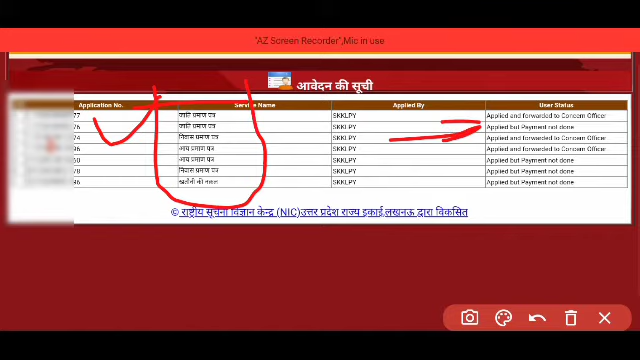 "AZ Screen Recorder",Mic in use
आवेदन की सूची
Application No. Service Name Applied By User Status
77 जाति प्रमाण पत्र SKKLPY Applied and forwarded to Concern Officer
76 जाति प्रमाण पत्र SKKLPY Applied but Payment not done
74 निवास प्रमाण पत्र SKKLPY Applied and forwarded to Concern Officer
96 आय प्रमाण पत्र SKKLPY Applied and forwarded to Concern Officer
60 आय प्रमाण पत्र SKKLPY Applied but Payment not done
78 निवास प्रमाण पत्र SKKLPY Applied but Payment not done
46 खतौनी की नकल SKKLPY Applied but Payment not done
© राष्ट्रीय सूचना विज्ञान केन्द्र (NIC)उत्तर प्रदेश राज्य इकाई,लखनऊ द्वारा विकसित